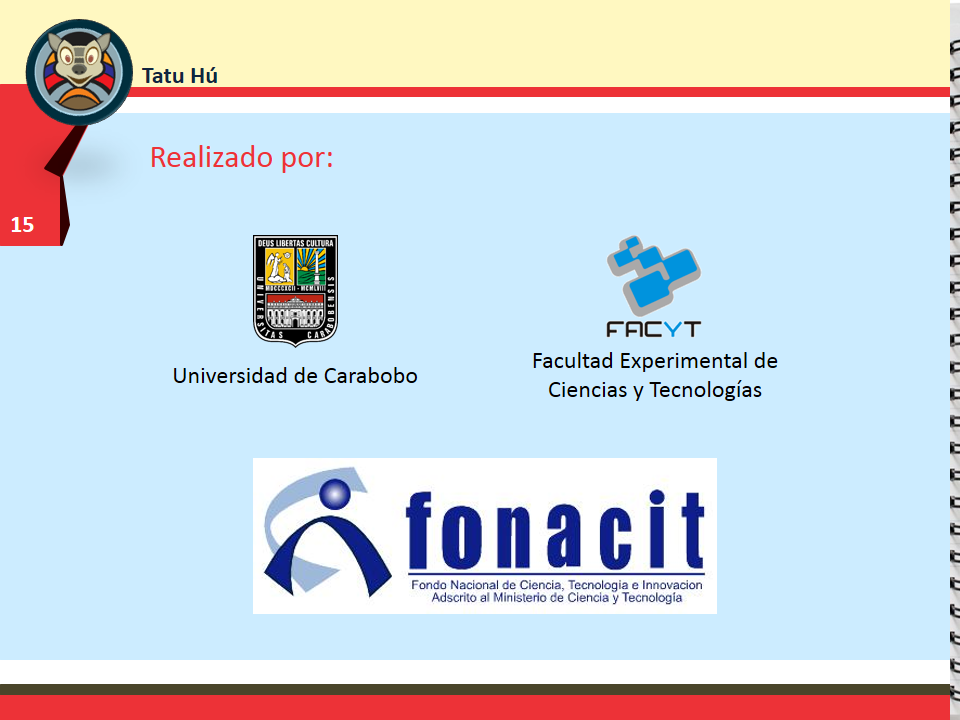 Tatu Hú
Realizado por:
15
DEUS LIBERTAS CULTURA
MDCCCXCII - MCMLVIII
UNIVERSITAS CARABOBENSIS
Universidad de Carabobo
FACYT
Facultad Experimental de
Ciencias y Tecnologías
fonacit
Fondo Nacional de Ciencia, Tecnología e Innovacion
Adscrito al Ministerio de Ciencia y Tecnología